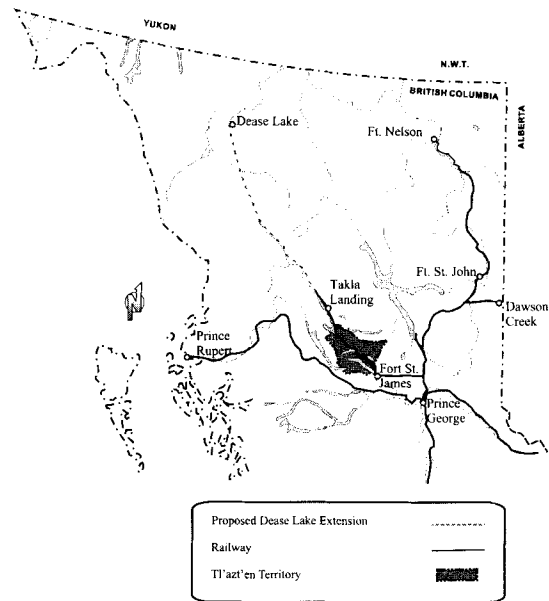 YUKON
N.W.T.
BRITISH COLUMBIA
ALBERTA
Dease Lake
Ft. Nelson
Ft. St. John
Takla
Landing
Dawson
Creek
N
Prince
Rupert
Fort St.
James
Prince
George
Proposed Dease Lake Extension
Railway
Tl'azt'en Territory